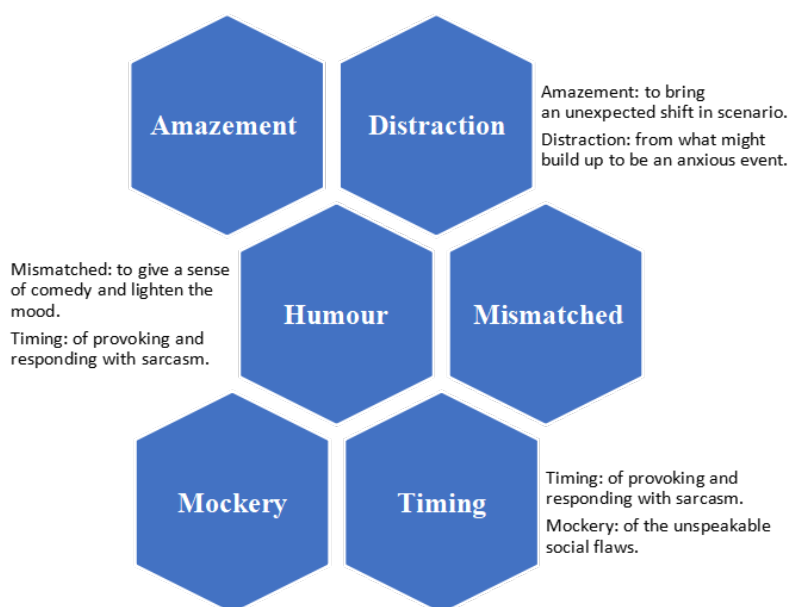 Amazement
Distraction
Amazement: to bring
an unexpected shift in scenario.
Distraction: from what might
build up to be an anxious event.
Mismatched: to give a sense
of comedy and lighten the
mood.
Timing: of provoking and
responding with sarcasm.
Humour
Mismatched
Mockery
Timing
Timing: of provoking and
responding with sarcasm.
Mockery: of the unspeakable
social flaws.